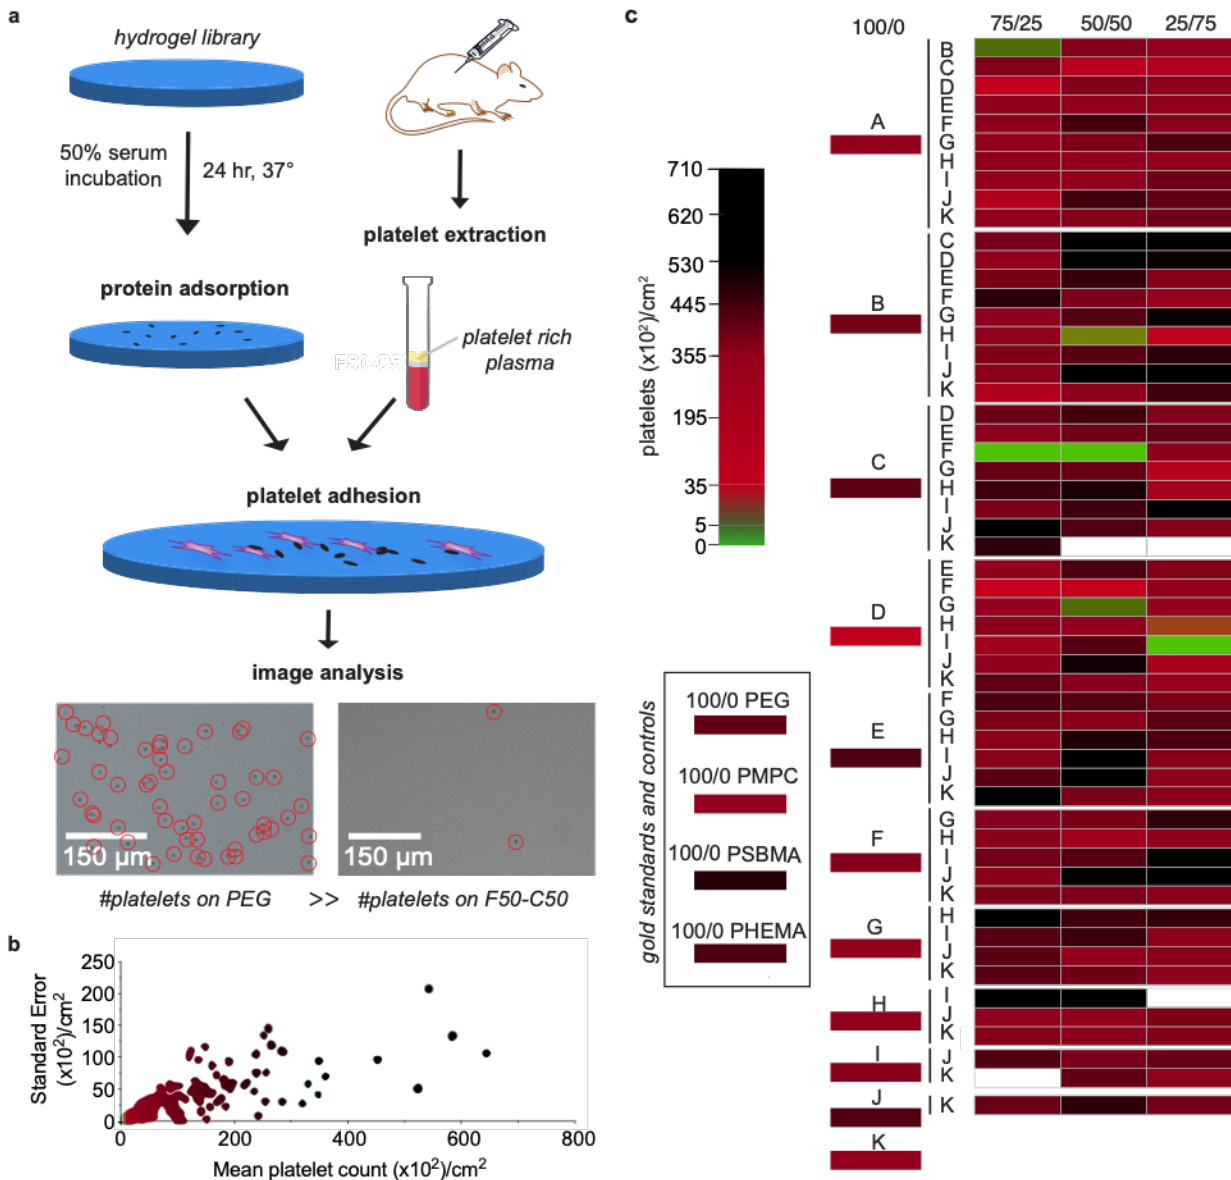 a
hydrogel library
50% serum
incubation
24 hr, 37°
platelet extraction
protein adsorption
F50-C5
platelet rich
plasma
platelet adhesion
image analysis
150 µm
150 µm
#platelets on PEG >> #platelets on F50-C50
b
Standard Error
(x10²)/cm²
250
200
150
100
50
0
0
200
400
600
800
Mean platelet count (x10²)/cm²
c
100/0
75/25
50/50
25/75
platelets (x10²)/cm²
710
620
530
445
355
195
35
5
0
gold standards and controls
100/0 PEG
100/0 PMPC
100/0 PSBMA
100/0 PHEMA
A
B
C
D
E
F
G
H
I
J
K
B
C
D
E
F
G
H
I
J
K
C
D
E
F
G
H
I
J
K
D
E
F
G
H
I
J
K
E
F
G
H
I
J
K
F
G
H
I
J
K
G
H
I
J
K
H
I
J
K
I
J
K
J
K
K